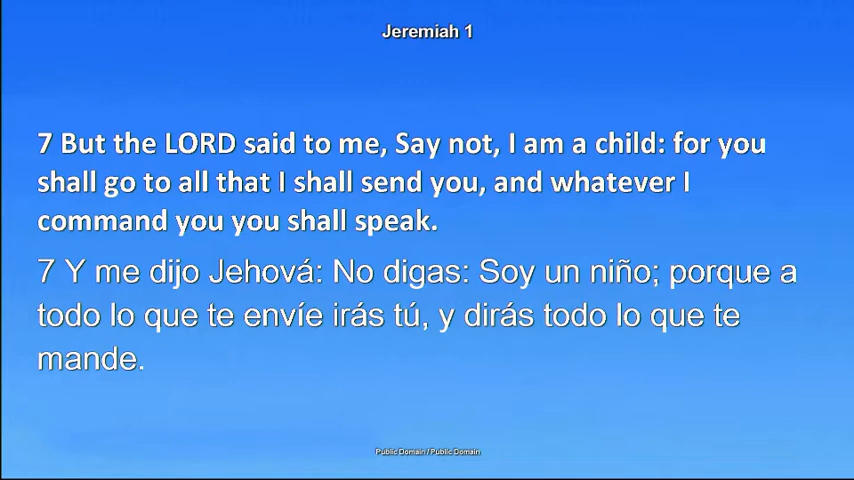 Jeremiah 1
7 But the LORD said to me, Say not, I am a child: for you
shall go to all that I shall send you, and whatever I
command you you shall speak.
7 Y me dijo Jehová: No digas: Soy un niño; porque a
todo lo que te envíe irás tú, y dirás todo lo que te
mande.
Public Domain / Public Domain